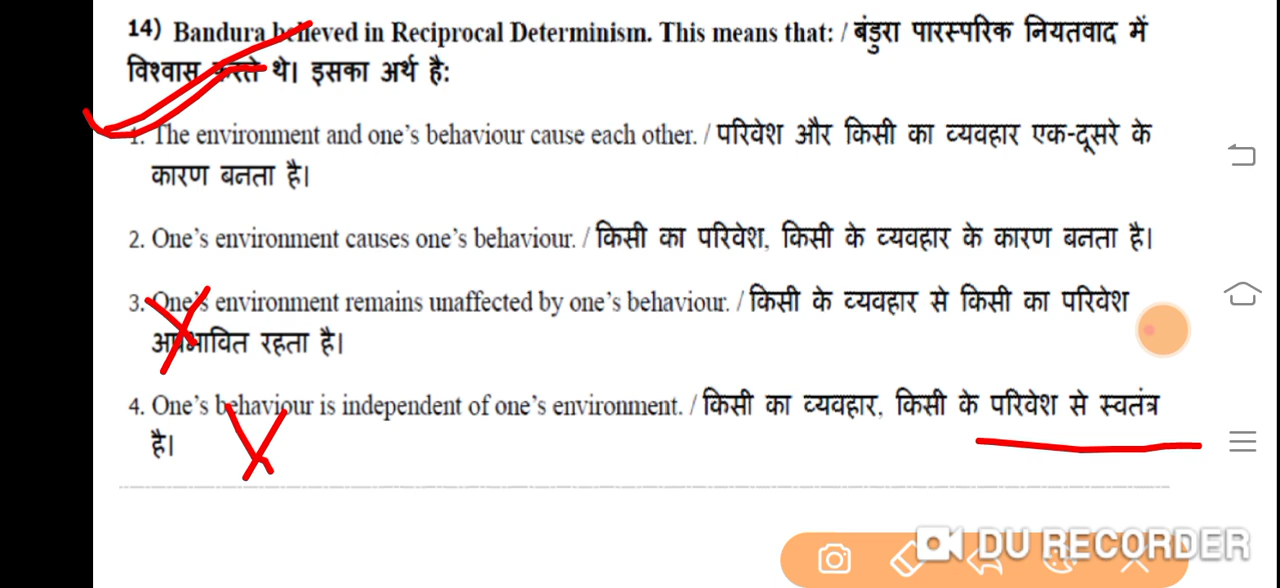 14) Bandura believed in Reciprocal Determinism. This means that: / बंडुरा पारस्परिक नियतवाद में
विश्वास करते थे। इसका अर्थ है:
1. The environment and one's behaviour cause each other. / परिवेश और किसी का व्यवहार एक-दूसरे के
कारण बनता है।
2. One's environment causes one's behaviour. / किसी का परिवेश, किसी के व्यवहार के कारण बनता है।
3. One's environment remains unaffected by one's behaviour. / किसी के व्यवहार से किसी का परिवेश
अप्रभावित रहता है।
4. One's behaviour is independent of one's environment. / किसी का व्यवहार, किसी के परिवेश से स्वतंत्र
है।
DU RECORDER